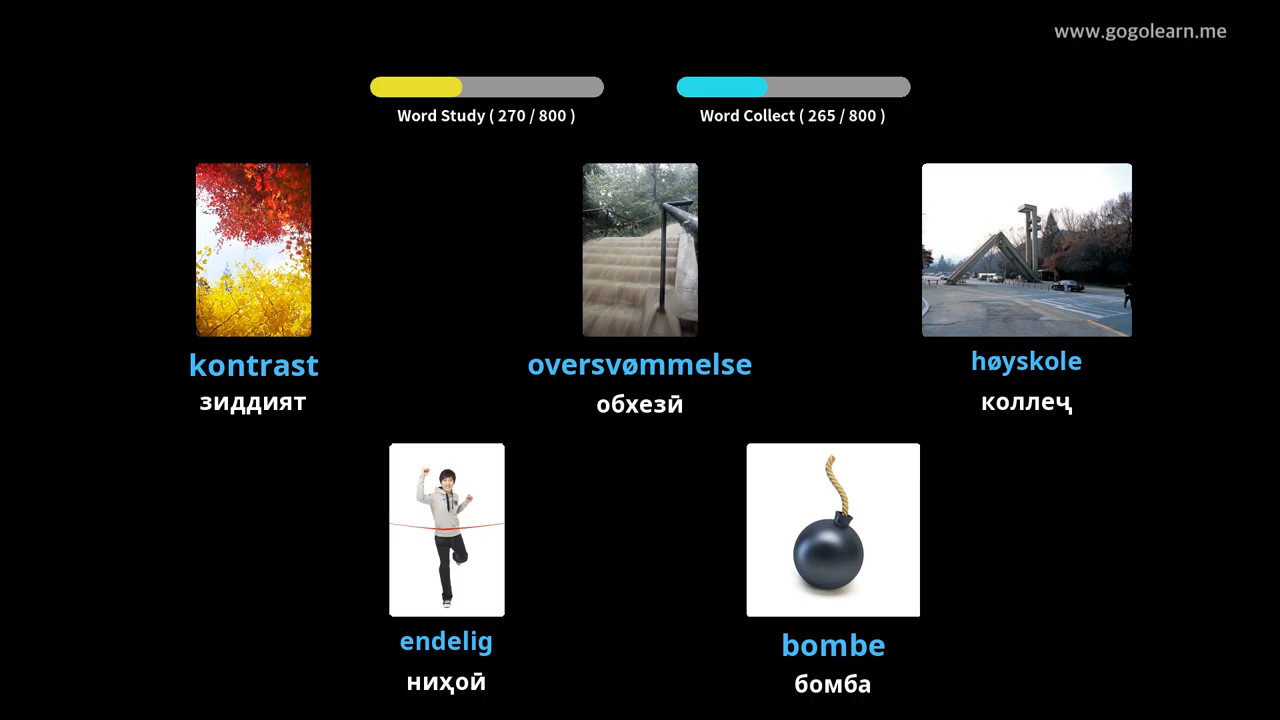 www.gogolearn.me
Word Study ( 270 / 800 )
Word Collect ( 265 / 800 )
kontrast
зиддият
oversvømmelse
обхезӣ
høyskole
коллеҷ
endelig
ниҳоӣ
bombe
бомба